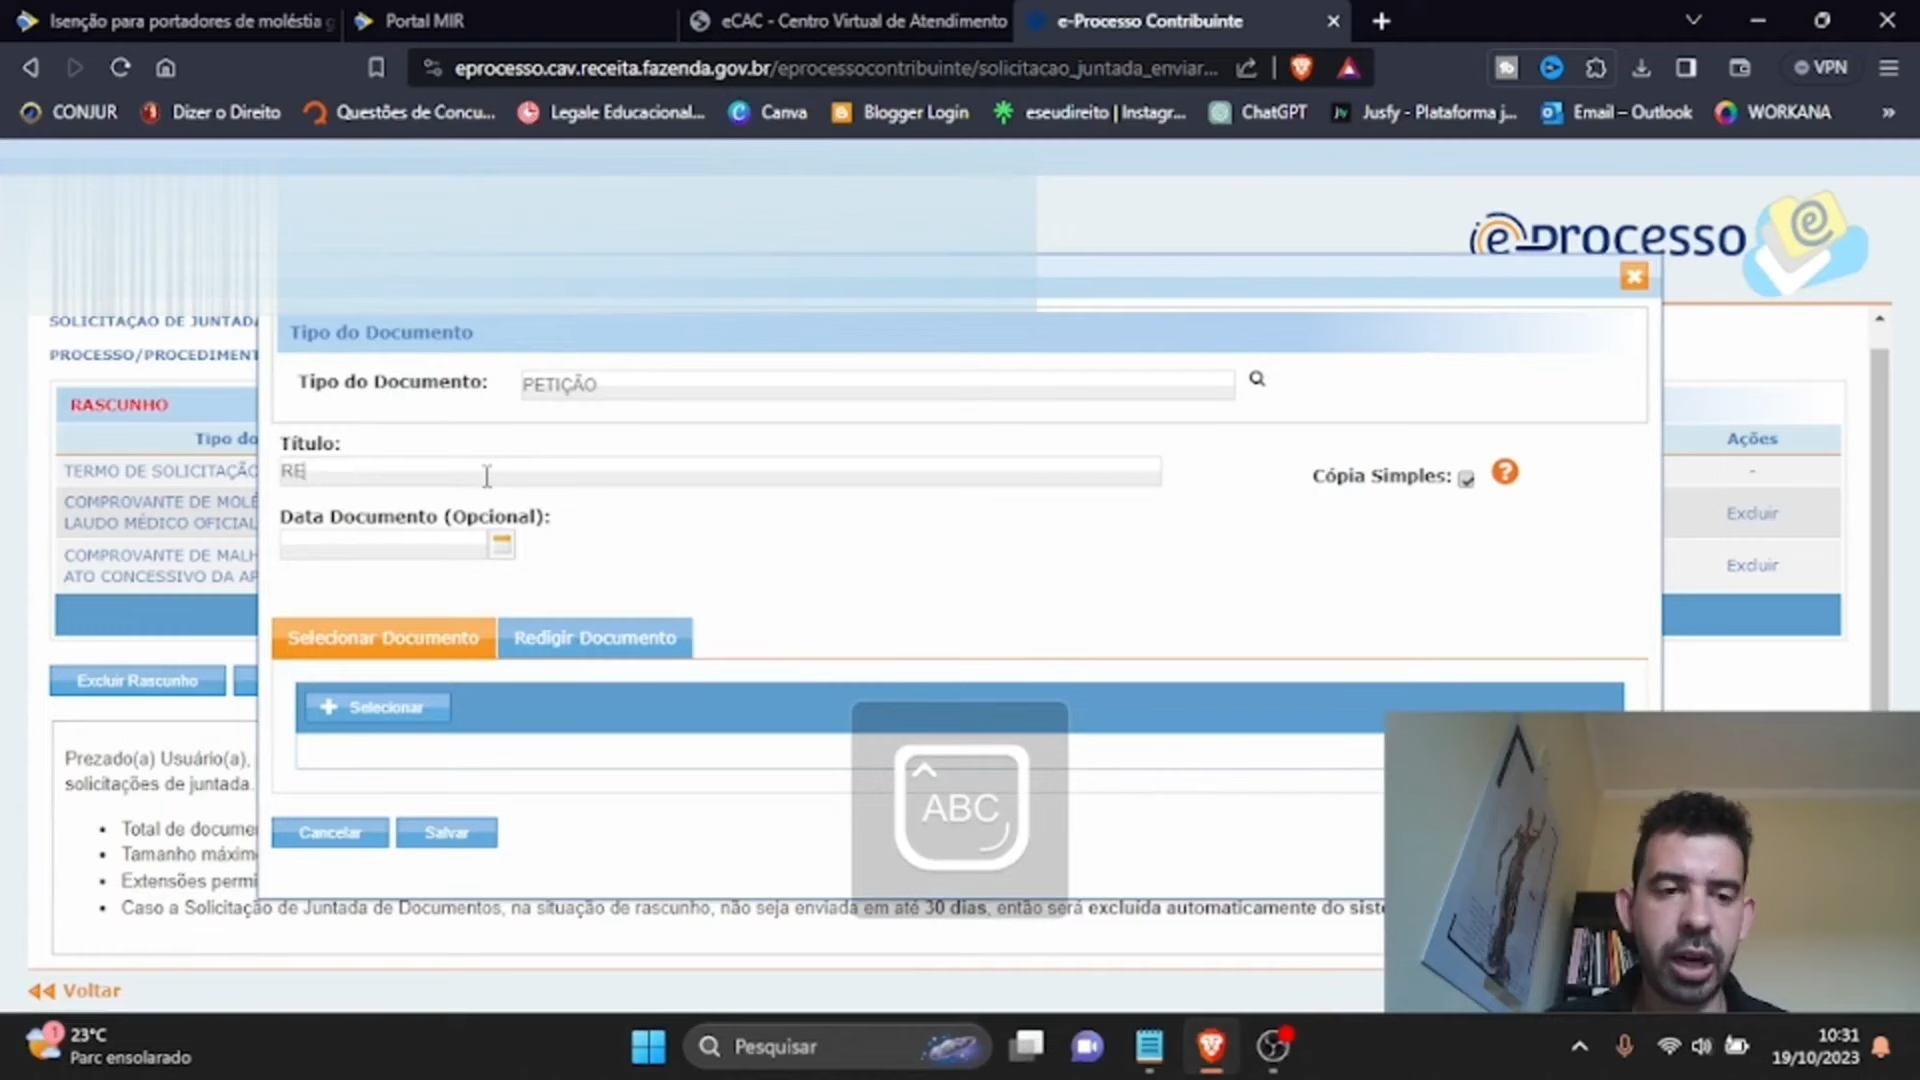 Isenção para portadores de moléstia g
Portal MIR
eCAC - Centro Virtual de Atendimento
e-Processo Contribuinte
eprocesso.cav.receita.fazenda.gov.br/eprocessocontribuinte/solicitacao_juntada_enviar...
VPN
CONJUR
Dizer o Direito
Questões de Concu...
Legale Educacional...
Canva
Blogger Login
eseudireito | Instagr...
ChatGPT
Jusfy - Plataforma j...
Email – Outlook
WORKANA
»
e-processo
SOLICITAÇÃO DE JUNTADA
PROCESSO/PROCEDIMENT
Tipo do Documento
Tipo do Documento: PETIÇÃO
RASCUNHO
Tipo do
Ações
Título:
RE
Cópia Simples:
TERMO DE SOLICITAÇÃO
-
COMPROVANTE DE MOLÉ
LAUDO MÉDICO OFICIAL
Excluir
Data Documento (Opcional):
COMPROVANTE DE MALH
ATO CONCESSIVO DA AP
Excluir
Selecionar Documento
Redigir Documento
Excluir Rascunho
+ Selecionar
Prezado(a) Usuário(a),
solicitações de juntada.
• Total de docume
• Tamanho máxim
• Extensões permi
• Caso a Solicitação de Juntada de Documentos, na situação de rascunho, não seja enviada em até 30 dias, então será excluída automaticamente do siste
Cancelar
Salvar
ABC
Voltar
1
23°C
Parc ensolarado
Pesquisar
10:31
19/10/2023